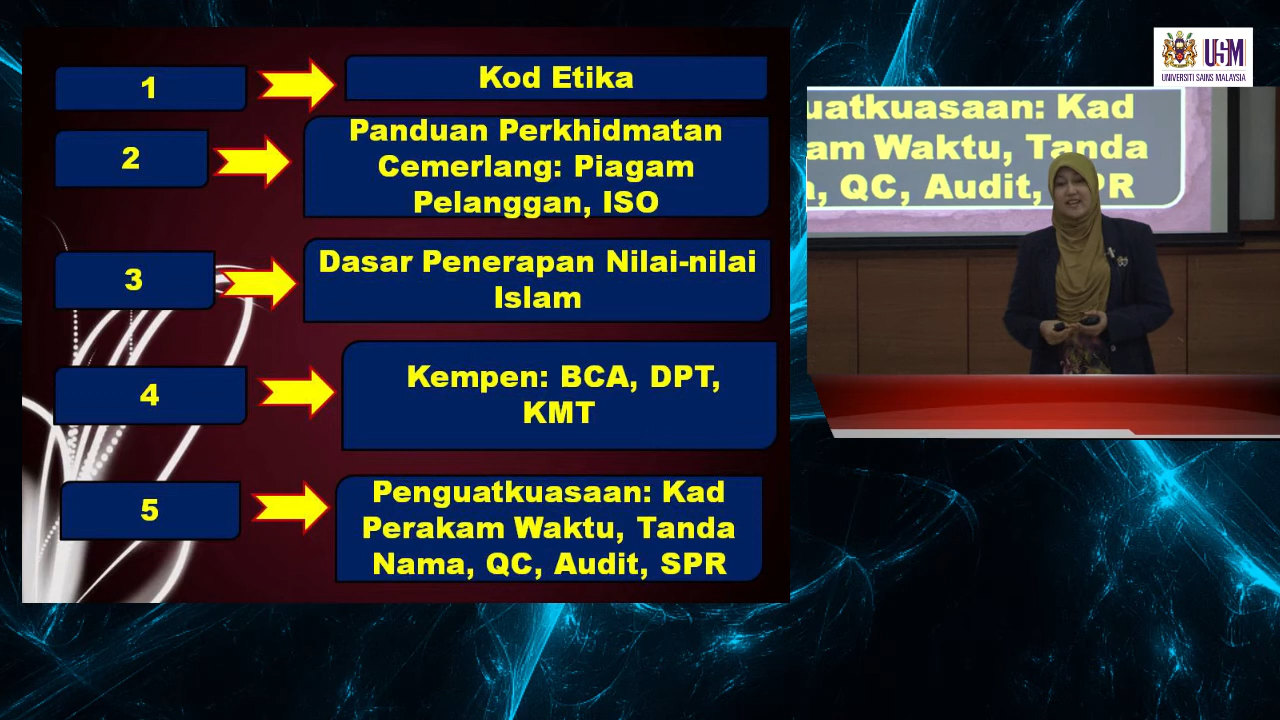 1
Kod Etika
2
Panduan Perkhidmatan
Cemerlang: Piagam
Pelanggan, ISO
3
Dasar Penerapan Nilai-nilai
Islam
4
Kempen: BCA, DPT,
KMT
5
Penguatkuasaan: Kad
Perakam Waktu, Tanda
Nama, QC, Audit, SPR
USM
UNIVERSITI SAINS MALAYSIA
uatkuasaan: Kad
am Waktu, Tanda
, QC, Audit, PR